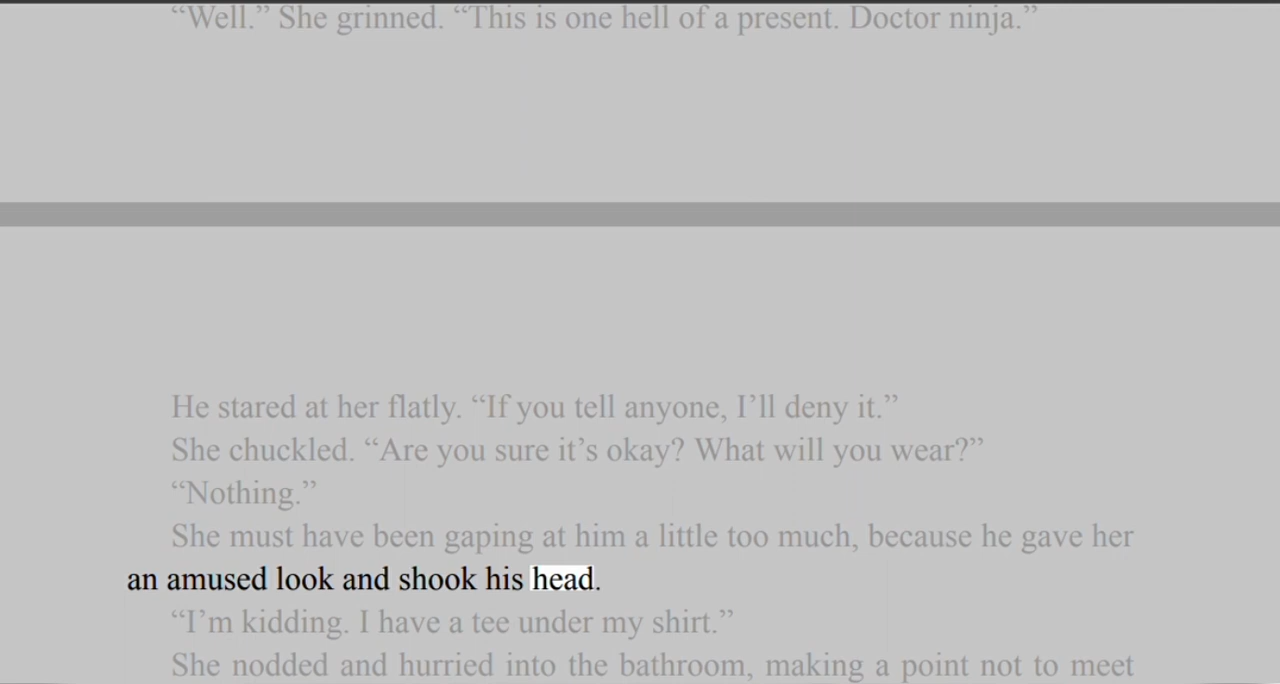 “Well.” She grinned. “This is one hell of a present. Doctor ninja.”
He stared at her flatly. “If you tell anyone, I’ll deny it.”
She chuckled. “Are you sure it’s okay? What will you wear?”
“Nothing.”
She must have been gaping at him a little too much, because he gave her
an amused look and shook his head.
“I’m kidding. I have a tee under my shirt.”
She nodded and hurried into the bathroom, making a point not to meet